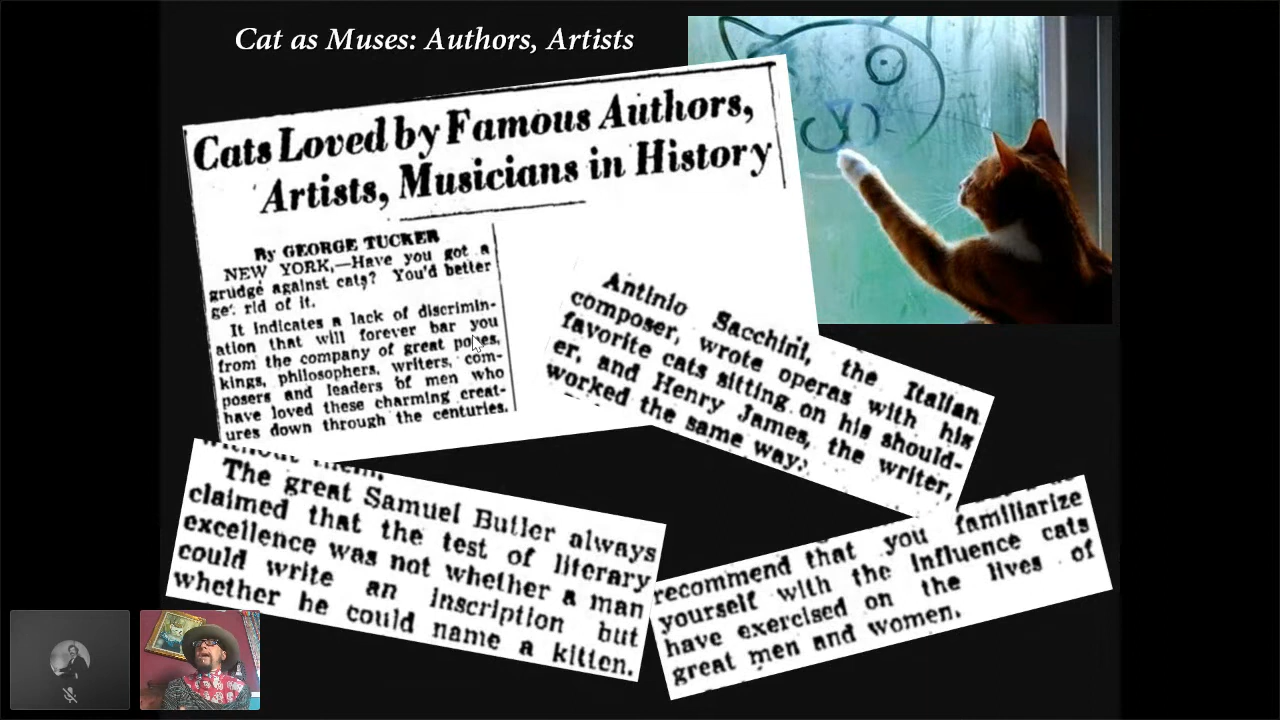 Cat as Muses: Authors, Artists
Cats Loved by Famous Authors,
Artists, Musicians in History
By GEORGE TUCKER
NEW YORK,—Have you got a
grudge against cats? You'd better
get rid of it.
It indicates a lack of discrimin-
ation that will forever bar you
from the company of great
kings, philosophers, writers, com-
posers and leaders of men who
have loved these charming creat-
ures down through the centuries.
Antinio Sacchini, the Italian
composer, wrote operas with his
favorite cats sitting on his should-
er, and Henry James, the writer,
worked the same way.
without them.
The great Samuel Butler always
claimed that the test of literary
excellence was not whether a man
could write an inscription but
whether he could name a kitten.
recommend that you familiarize
yourself with the influence cats
have exercised on the lives of
great men and women.